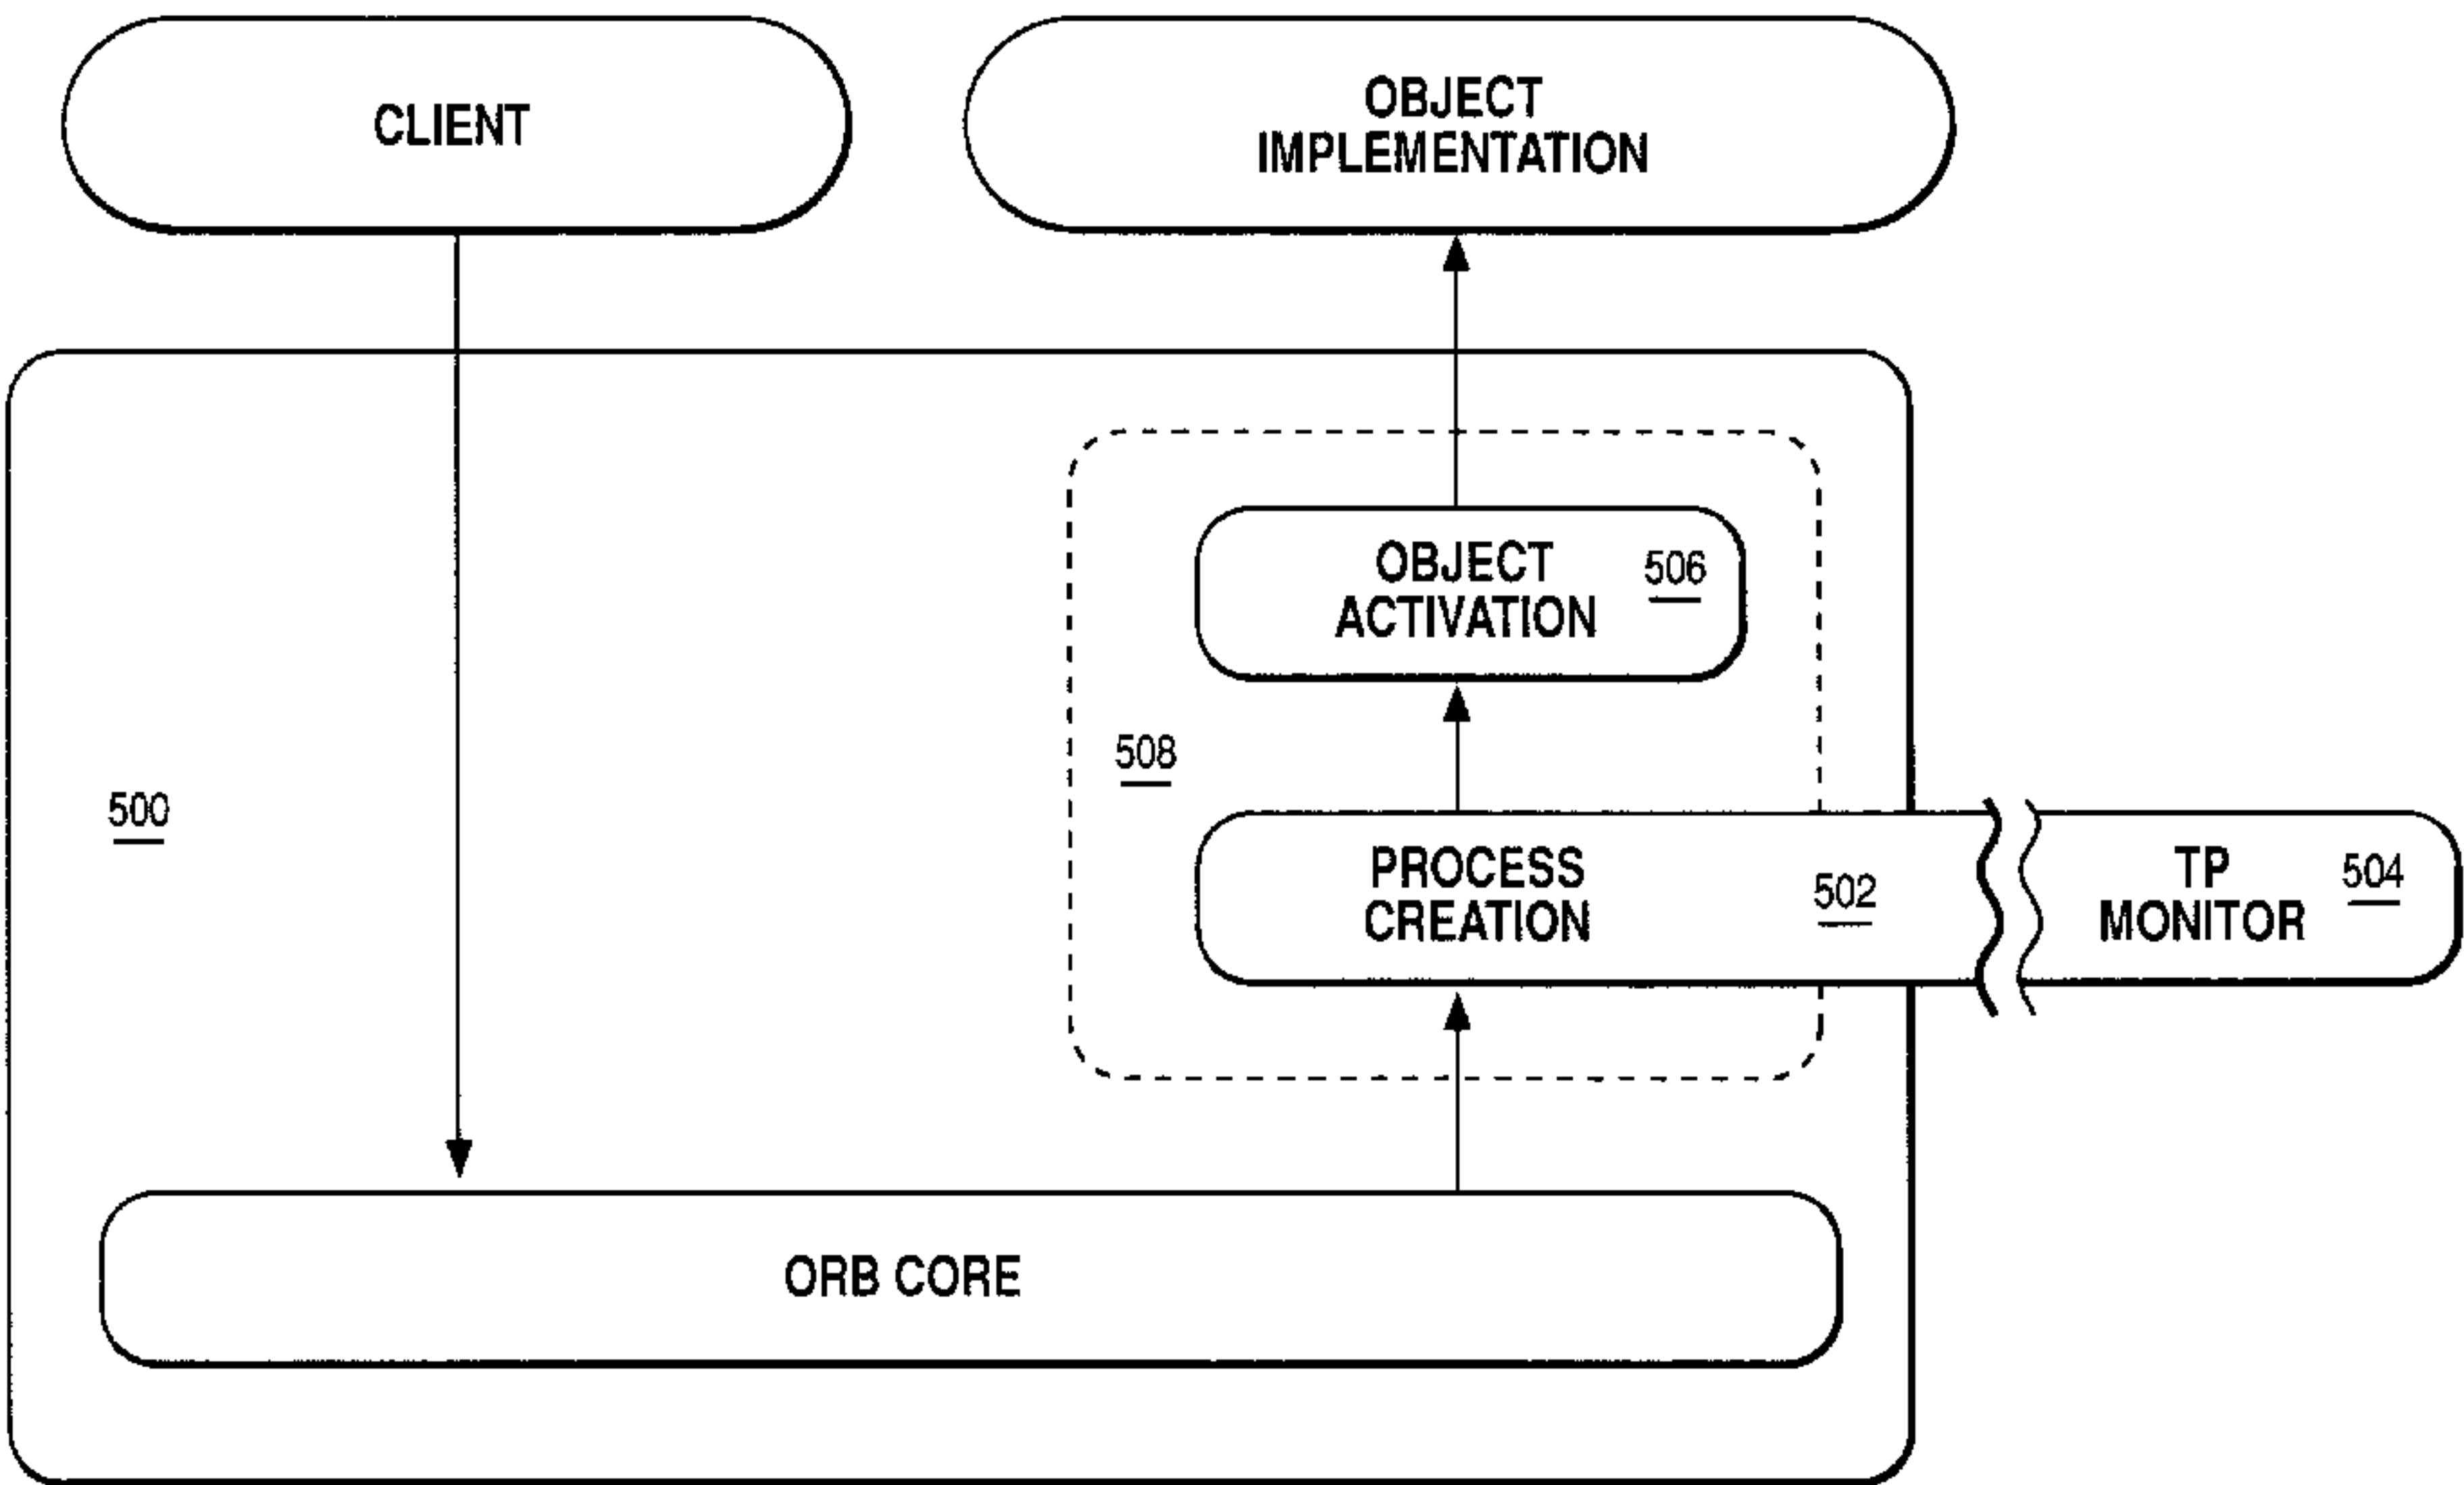 CLIENT
OBJECT
IMPLEMENTATION
OBJECT
ACTIVATION
506
508
500
PROCESS
CREATION
502
TP
MONITOR
504
ORB CORE